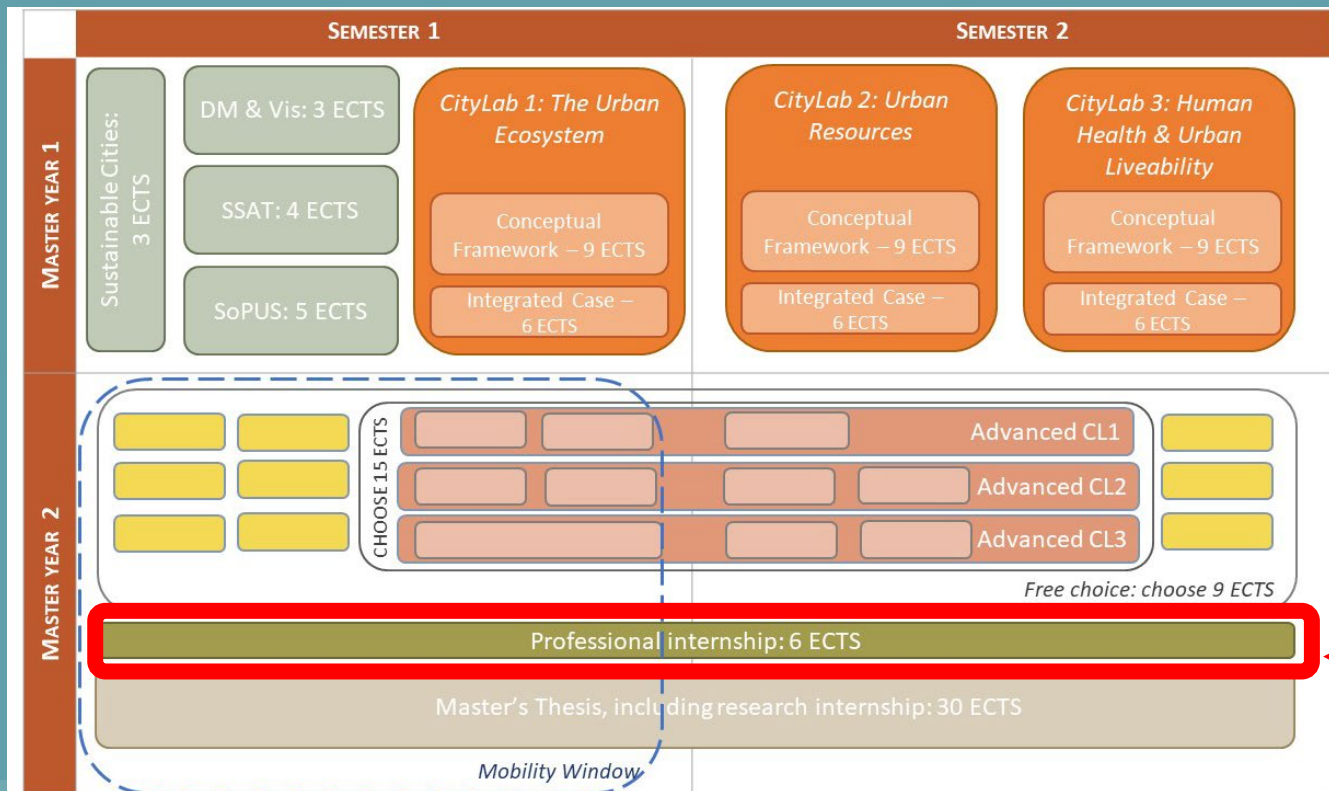 SEMESTER 1
SEMESTER 2
MASTER YEAR 1
Sustainable Cities:
3 ECTS
DM & Vis: 3 ECTS
SSAT: 4 ECTS
SoPUS: 5 ECTS
CityLab 1: The Urban
Ecosystem
Conceptual
Framework – 9 ECTS
Integrated Case –
6 ECTS
CityLab 2: Urban
Resources
Conceptual
Framework – 9 ECTS
Integrated Case –
6 ECTS
CityLab 3: Human
Health & Urban
Liveability
Conceptual
Framework – 9 ECTS
Integrated Case –
6 ECTS
MASTER YEAR 2
CHOOSE 15 ECTS
Advanced CL1
Advanced CL2
Advanced CL3
Free choice: choose 9 ECTS
Professional internship: 6 ECTS
Master's Thesis, including research internship: 30 ECTS
Mobility Window